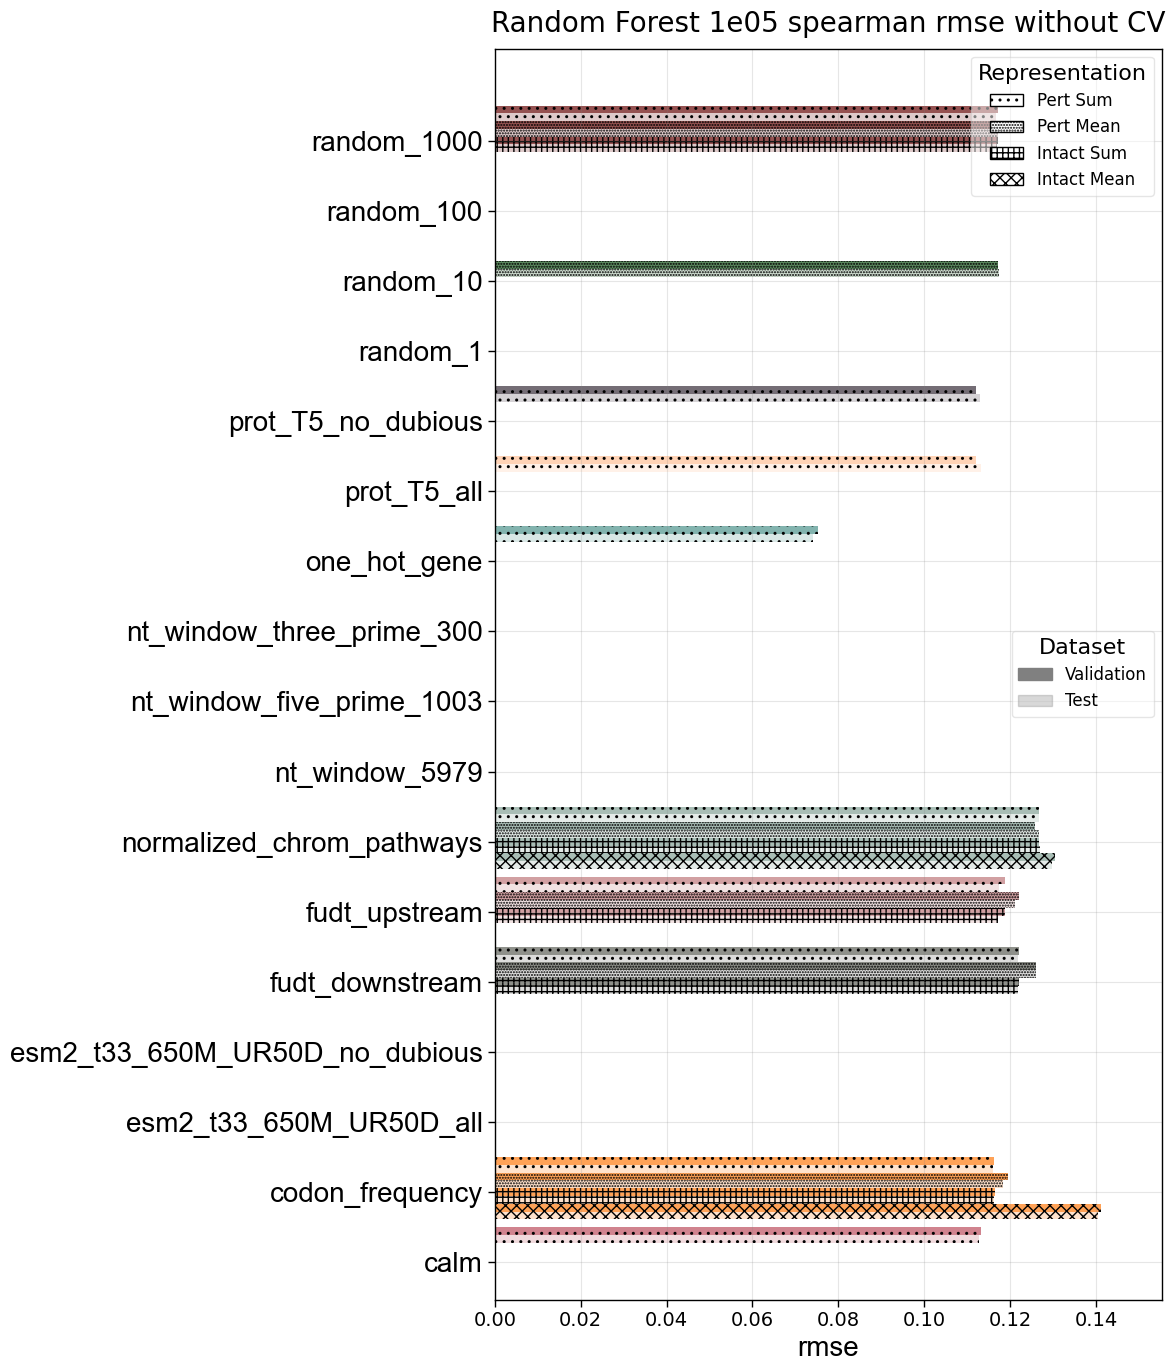 Random Forest 1e05 spearman rmse without CV
Representation
Pert Sum
Pert Mean
Intact Sum
Intact Mean
random_1000
random_100
random_10
random_1
prot_T5_no_dubious
prot_T5_all
one_hot_gene
nt_window_three_prime_300
Dataset
Validation
Test
nt_window_five_prime_1003
nt_window_5979
normalized_chrom_pathways
fudt_upstream
fudt_downstream
esm2_t33_650M_UR50D_no_dubious
esm2_t33_650M_UR50D_all
codon_frequency
calm
0.00 0.02 0.04 0.06 0.08 0.10 0.12 0.14
rmse